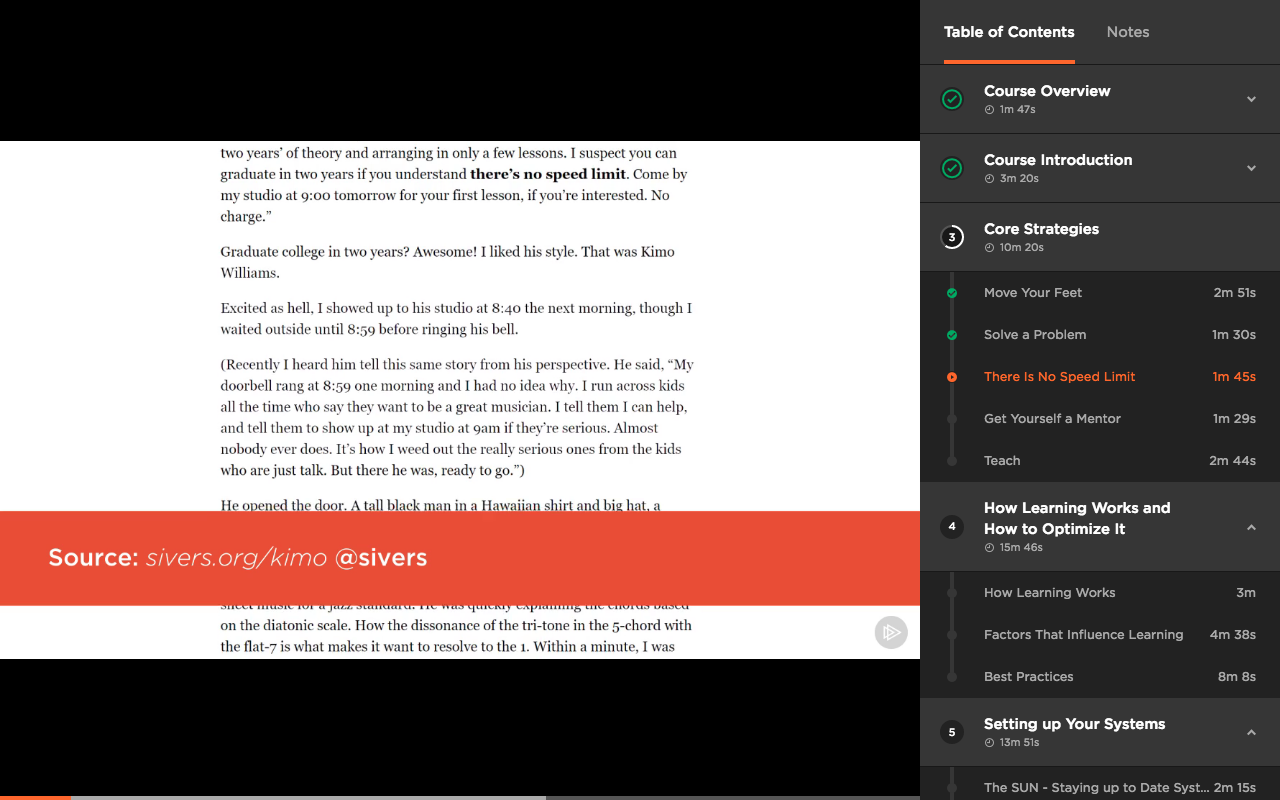 two years’ of theory and arranging in only a few lessons. I suspect you can
graduate in two years if you understand there’s no speed limit. Come by
my studio at 9:00 tomorrow for your first lesson, if you’re interested. No
charge.”
Graduate college in two years? Awesome! I liked his style. That was Kimo
Williams.
Excited as hell, I showed up to his studio at 8:40 the next morning, though I
waited outside until 8:59 before ringing his bell.
(Recently I heard him tell this same story from his perspective. He said, “My
doorbell rang at 8:59 one morning and I had no idea why. I run across kids
all the time who say they want to be a great musician. I tell them I can help,
and tell them to show up at my studio at 9am if they’re serious. Almost
nobody ever does. It’s how I weed out the really serious ones from the kids
who are just talk. But there he was, ready to go.”)
He opened the door. A tall black man in a Hawaiian shirt and big hat, a
Source: sivers.org/kimo @sivers
sheet music for a jazz standard. He was quickly explaining the chords based
on the diatonic scale. How the dissonance of the tri-tone in the 5-chord with
the flat-7 is what makes it want to resolve to the 1. Within a minute, I was
Table of Contents
Notes
Course Overview
1m 47s
Course Introduction
3m 20s
3
Core Strategies
10m 20s
Move Your Feet 2m 51s
Solve a Problem 1m 30s
There Is No Speed Limit 1m 45s
Get Yourself a Mentor 1m 29s
Teach 2m 44s
4
How Learning Works and
How to Optimize It
15m 46s
How Learning Works 3m
Factors That Influence Learning 4m 38s
Best Practices 8m 8s
5
Setting up Your Systems
13m 51s
The SUN - Staying up to Date Syst... 2m 15s